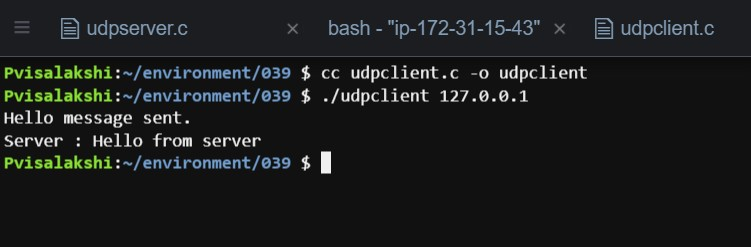 udpserver.c × bash - "ip-172-31-15-43" × udpclient.c
Pvisalakshi:~/environment/039 $ cc udpclient.c -o udpclient
Pvisalakshi:~/environment/039 $ ./udpclient 127.0.0.1
Hello message sent.
Server : Hello from server
Pvisalakshi:~/environment/039 $